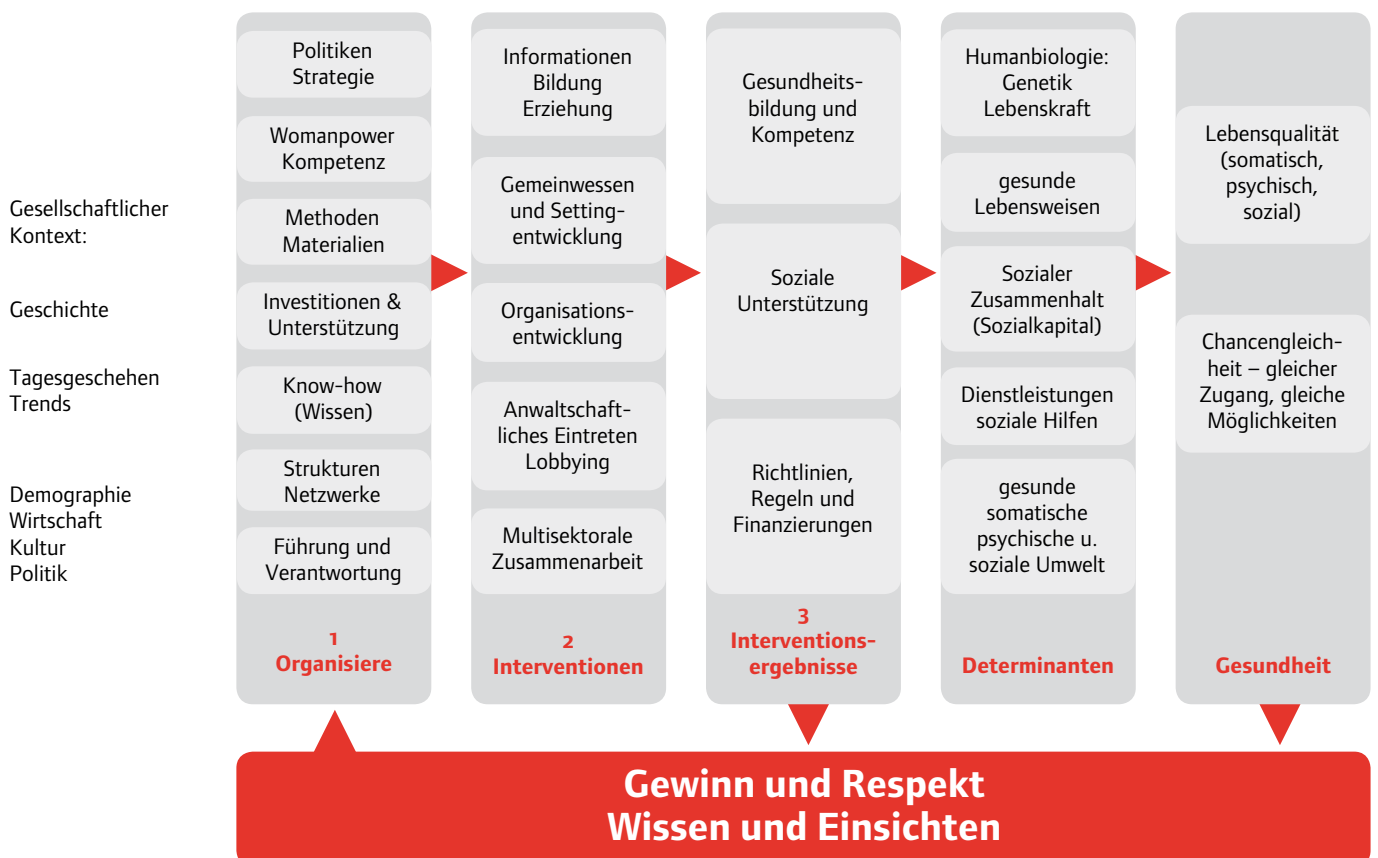 Gesellschaftlicher
Kontext:
Geschichte
Tagesgeschehen
Trends
Demographie
Wirtschaft
Kultur
Politik
Politiken
Strategie
Womanpower
Kompetenz
Methoden
Materialien
Investitionen &
Unterstützung
Know-how
(Wissen)
Strukturen
Netzwerke
Führung und
Verantwortung
1
Organisiere
Informationen
Bildung
Erziehung
Gemeinwessen
und Setting-
entwicklung
Organisations-
entwicklung
Anwaltschaft-
liches Eintreten
Lobbying
Multisektorale
Zusammenarbeit
2
Interventionen
Gesundheits-
bildung und
Kompetenz
Soziale
Unterstützung
Richtlinien,
Regeln und
Finanzierungen
3
Interventions-
ergebnisse
Humanbiologie:
Genetik
Lebenskraft
gesunde
Lebensweisen
Sozialer
Zusammenhalt
(Sozialkapital)
Dienstleistungen
soziale Hilfen
gesunde
somatische
psychische u.
soziale Umwelt
Determinanten
Lebensqualität
(somatisch,
psychisch,
sozial)
Chancengleich-
heit – gleicher
Zugang, gleiche
Möglichkeiten
Gesundheit
Gewinn und Respekt
Wissen und Einsichten